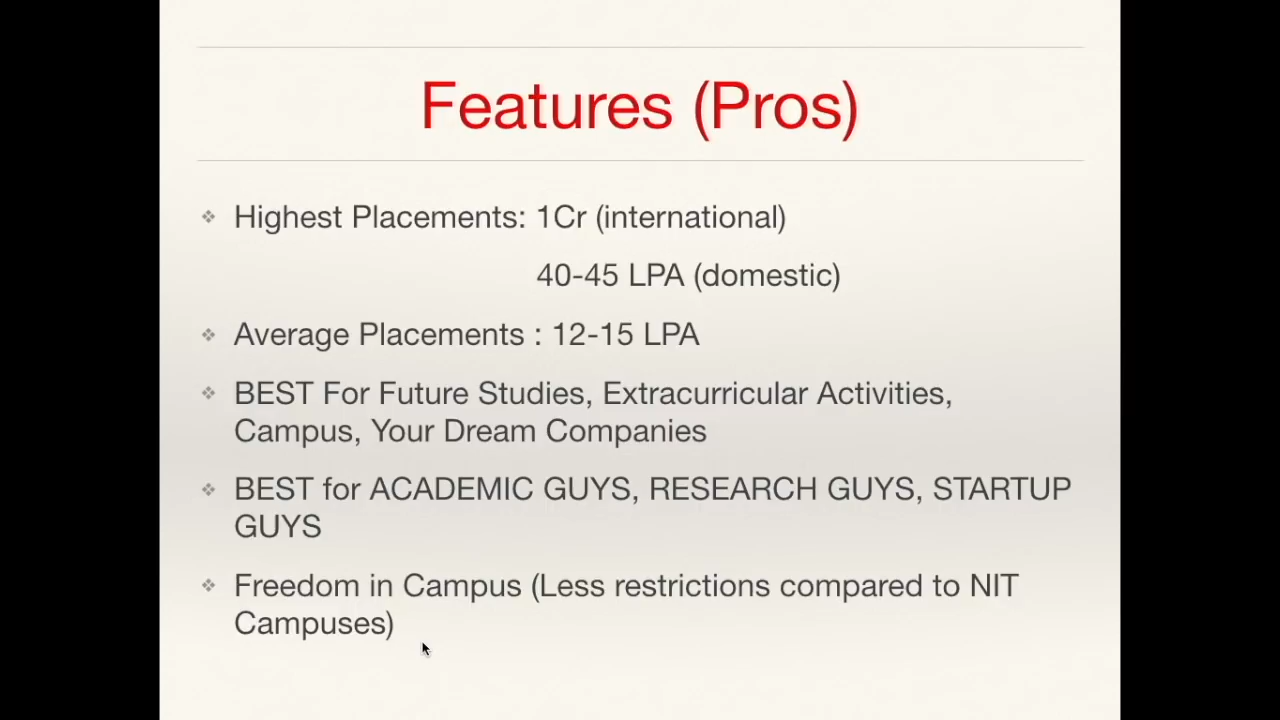 Features (Pros)
Highest Placements: 1Cr (international)
40-45 LPA (domestic)
Average Placements : 12-15 LPA
BEST For Future Studies, Extracurricular Activities,
Campus, Your Dream Companies
BEST for ACADEMIC GUYS, RESEARCH GUYS, STARTUP
GUYS
Freedom in Campus (Less restrictions compared to NIT
Campuses)